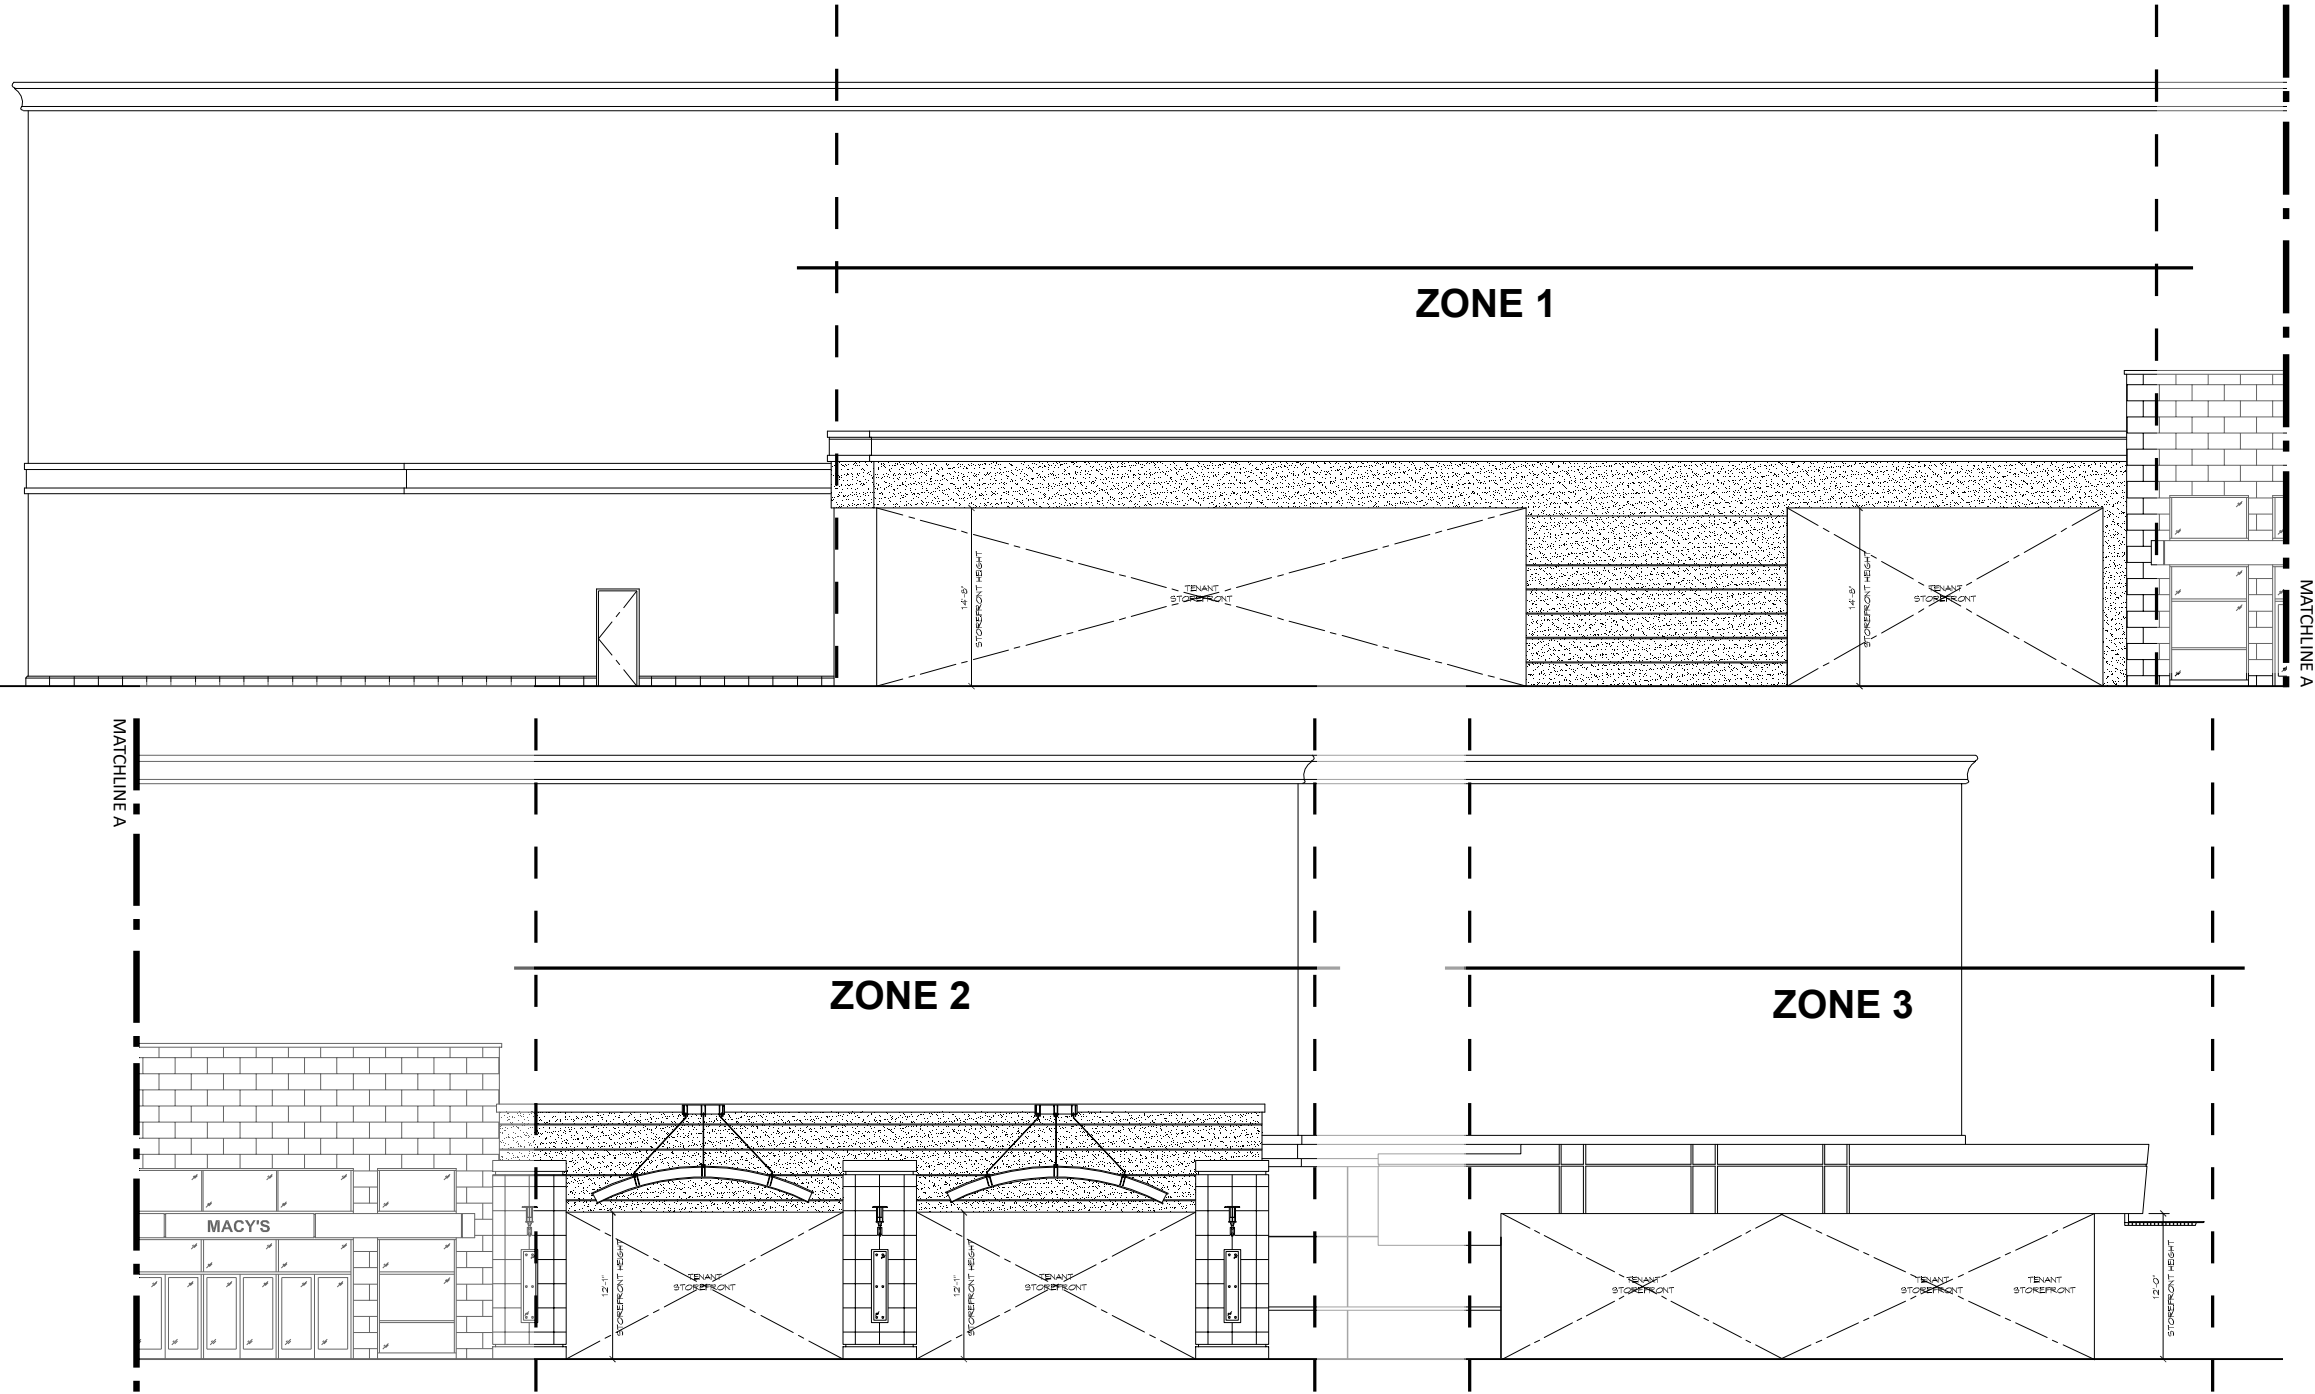 ZONE 1
14'-8"
STOREFRONT HEIGHT
TENANT
STOREFRONT
14'-8"
STOREFRONT HEIGHT
TENANT
STOREFRONT
MATCHLINE A
MATCHLINE A
ZONE 2
ZONE 3
MACY'S
12'-1"
STOREFRONT HEIGHT
TENANT
STOREFRONT
12'-1"
STOREFRONT HEIGHT
TENANT
STOREFRONT
TENANT
STOREFRONT
TENANT
STOREFRONT
TENANT
STOREFRONT
12'-0"
STOREFRONT HEIGHT